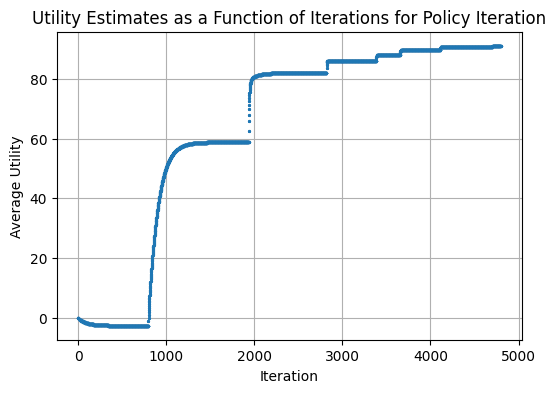 Utility Estimates as a Function of Iterations for Policy Iteration
Average Utility
80
60
40
20
0
0 1000 2000 3000 4000 5000
Iteration